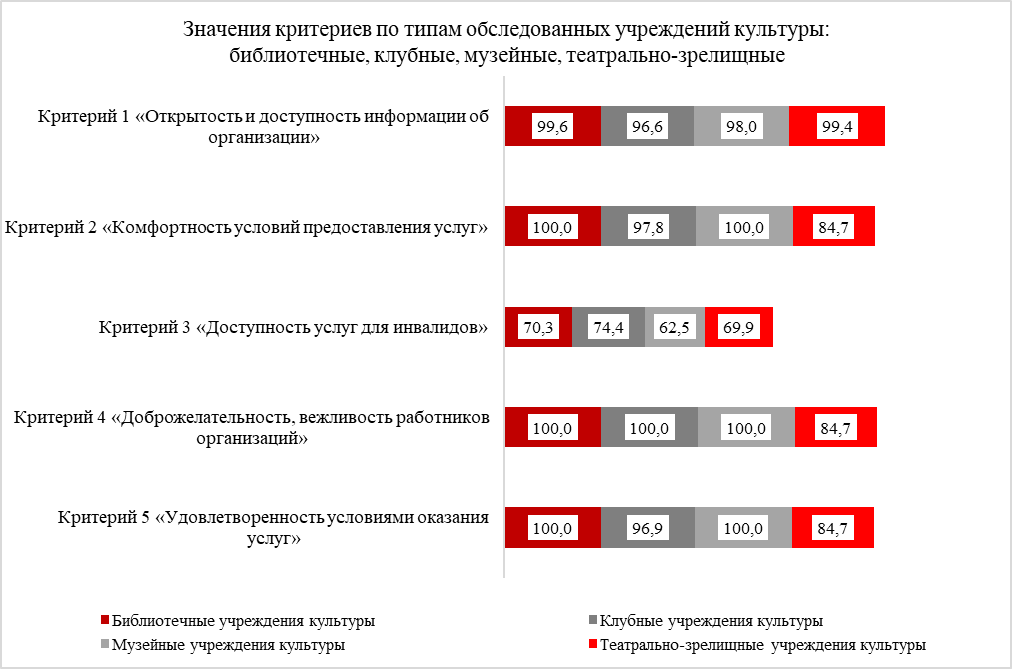 Значения критериев по типам обследованных учреждений культуры:
библиотечные, клубные, музейные, театрально-зрелищные
Критерий 1 «Открытость и доступность информации об
организации»
99,6 96,6 98,0 99,4
Критерий 2 «Комфортность условий предоставления услуг»
100,0 97,8 100,0 84,7
Критерий 3 «Доступность услуг для инвалидов»
70,3 74,4 62,5 69,9
Критерий 4 «Доброжелательность, вежливость работников
организаций»
100,0 100,0 100,0 84,7
Критерий 5 «Удовлетворенность условиями оказания
услуг»
100,0 96,9 100,0 84,7
Библиотечные учреждения культуры
Клубные учреждения культуры
Музейные учреждения культуры
Театрально-зрелищные учреждения культуры